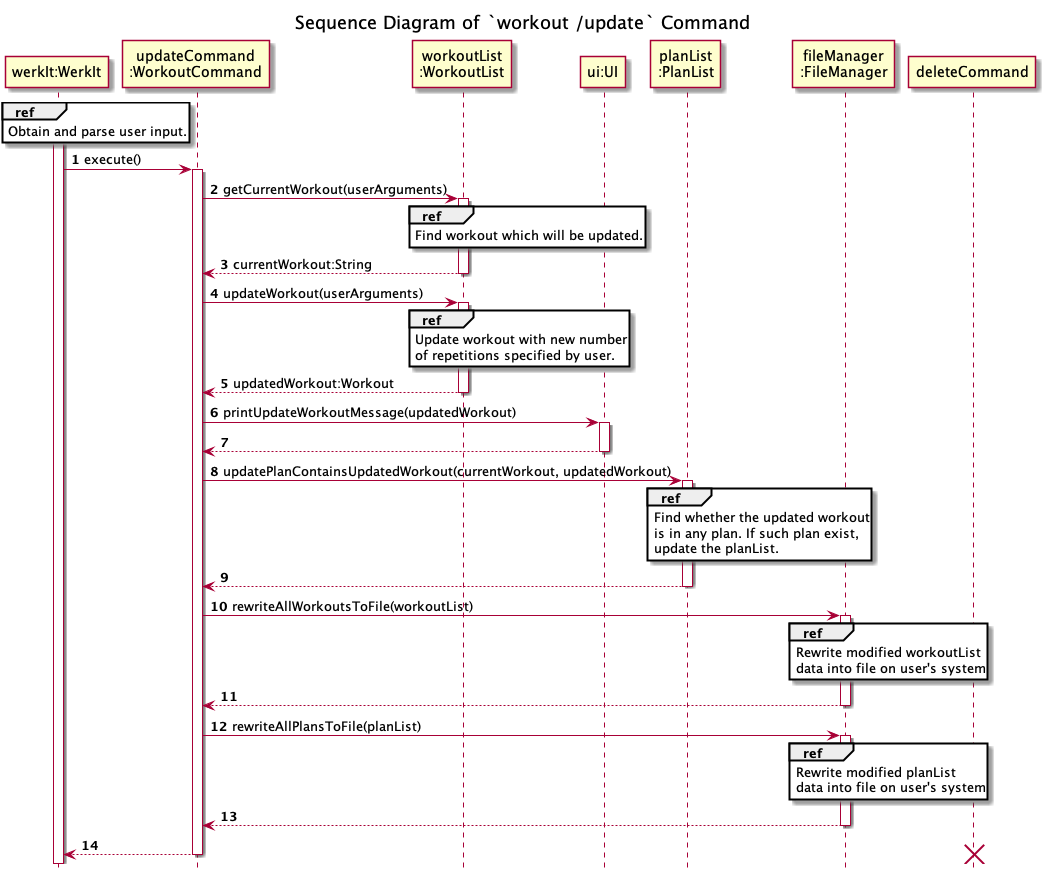 Sequence Diagram of `workout /update` Command
werkIt:WerkIt
updateCommand
:WorkoutCommand
workoutList
:WorkoutList
ui:UI
planList
:PlanList
fileManager
:FileManager
deleteCommand
ref
Obtain and parse user input.
1 execute()
2 getCurrentWorkout(userArguments)
ref
Find workout which will be updated.
3 currentWorkout:String
4 updateWorkout(userArguments)
ref
Update workout with new number
of repetitions specified by user.
5 updatedWorkout:Workout
6 printUpdateWorkoutMessage(updatedWorkout)
7
8 updatePlanContainsUpdatedWorkout(currentWorkout, updatedWorkout)
ref
Find whether the updated workout
is in any plan. If such plan exist,
update the planList.
9
10 rewriteAllWorkoutsToFile(workoutList)
ref
Rewrite modified workoutList
data into file on user's system
11
12 rewriteAllPlansToFile(planList)
ref
Rewrite modified planList
data into file on user's system
13
14